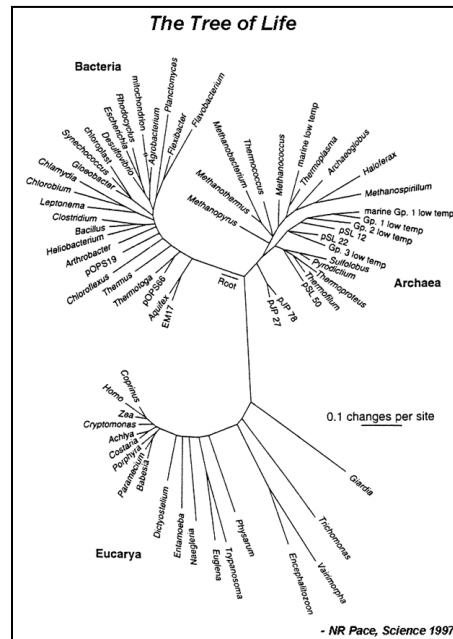 The Tree of Life
Bacteria
Flavobacterium
Flexibacter
Planctomyces
Agrobacterium
mitochondrion
Rhodocyclus
Escherichia
Desulfovibrio
chloroplast
Synechococcus
Gloeobacter
Chlamydia
Chlorobium
Leptonema
Clostridium
Bacillus
Heliobacterium
Arthrobacter
pOPS19
Chloroflexus
Thermus
Thermotoga
pOPS66
Aquifex
EM17
Root
Methanopyrus
Methanothermus
Methanobacterium
Thermococcus
Methanococcus
marine low temp
Thermoplasma
Archaeoglobus
Haloferax
Methanospirillum
marine Gp. 1 low temp
Gp. 1 low temp
Gp. 2 low temp
pSL 12
pSL 22
Gp. 3 low temp
Sulfolobus
Pyrodictium
Thermoproteus
Thermofilum
pSL 50
pJP 78
pJP 27
Archaea
0.1 changes per site
Coprinus
Homo
Zea
Cryptomonas
Achlya
Costaria
Porphyra
Paramecium
Babesia
Dictyostelium
Entamoeba
Naegleria
Euglena
Trypanosoma
Physarum
Encephalitozoon
Vairimorpha
Trichomonas
Giardia
Eucarya
- NR Pace, Science 1997